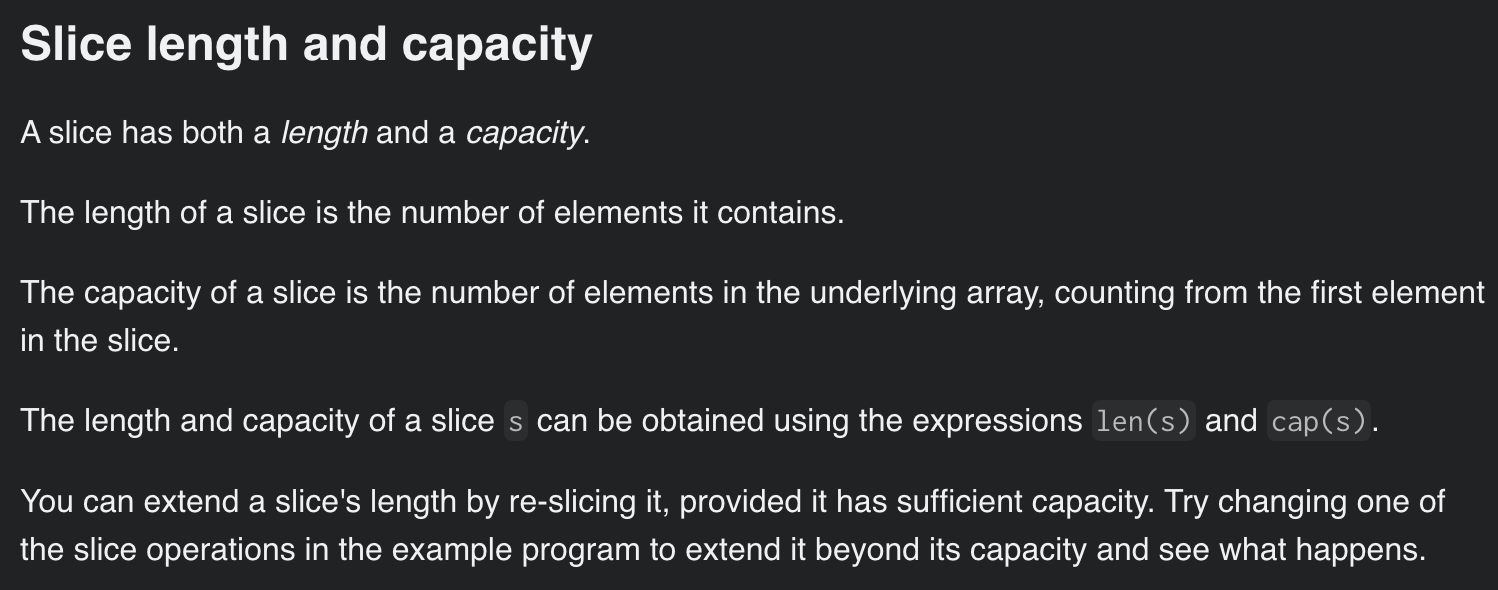 Slice length and capacity
A slice has both a length and a capacity.
The length of a slice is the number of elements it contains.
The capacity of a slice is the number of elements in the underlying array, counting from the first element
in the slice.
The length and capacity of a slice s can be obtained using the expressions len(s) and cap(s).
You can extend a slice's length by re-slicing it, provided it has sufficient capacity. Try changing one of
the slice operations in the example program to extend it beyond its capacity and see what happens.